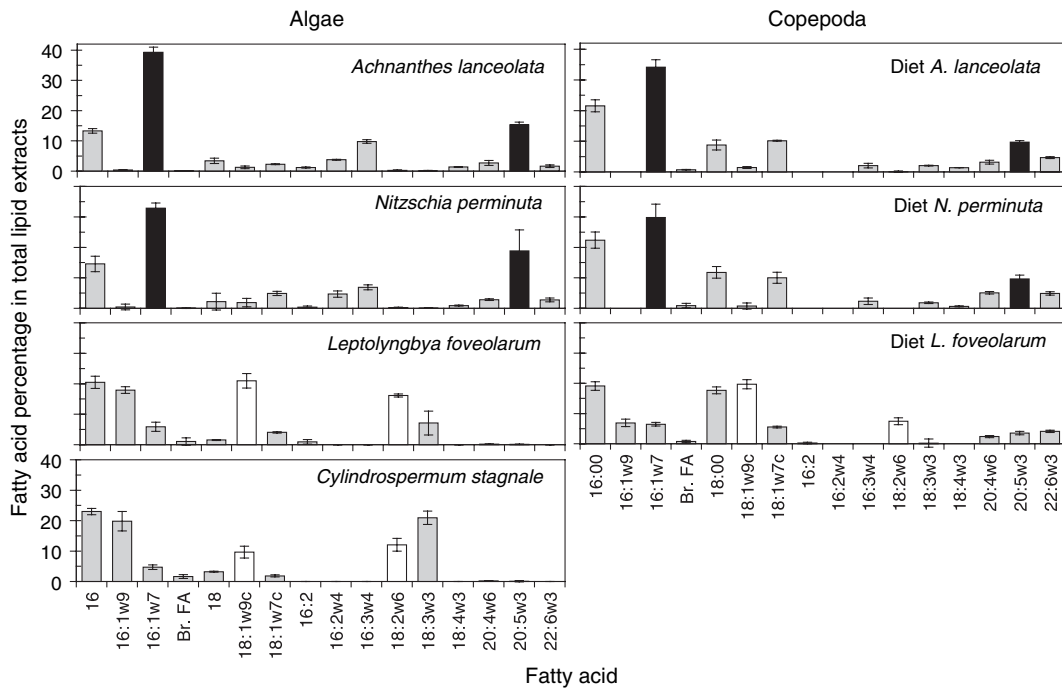 Algae
Copepoda
Fatty acid percentage in total lipid extracts
40
30
20
10
0
Achnanthes lanceolata
Diet A. lanceolata
Nitzschia perminuta
Diet N. perminuta
Leptolyngbya foveolarum
Diet L. foveolarum
40
30
20
10
0
Cylindrospermum stagnale
16
16:1w9
16:1w7
Br. FA
18
18:1w9c
18:1w7c
16:2
16:2w4
16:3w4
18:2w6
18:3w3
18:4w3
20:4w6
20:5w3
22:6w3
16:00
16:1w9
16:1w7
Br. FA
18:00
18:1w9c
18:1w7c
16:2
16:2w4
16:3w4
18:2w6
18:3w3
18:4w3
20:4w6
20:5w3
22:6w3
Fatty acid